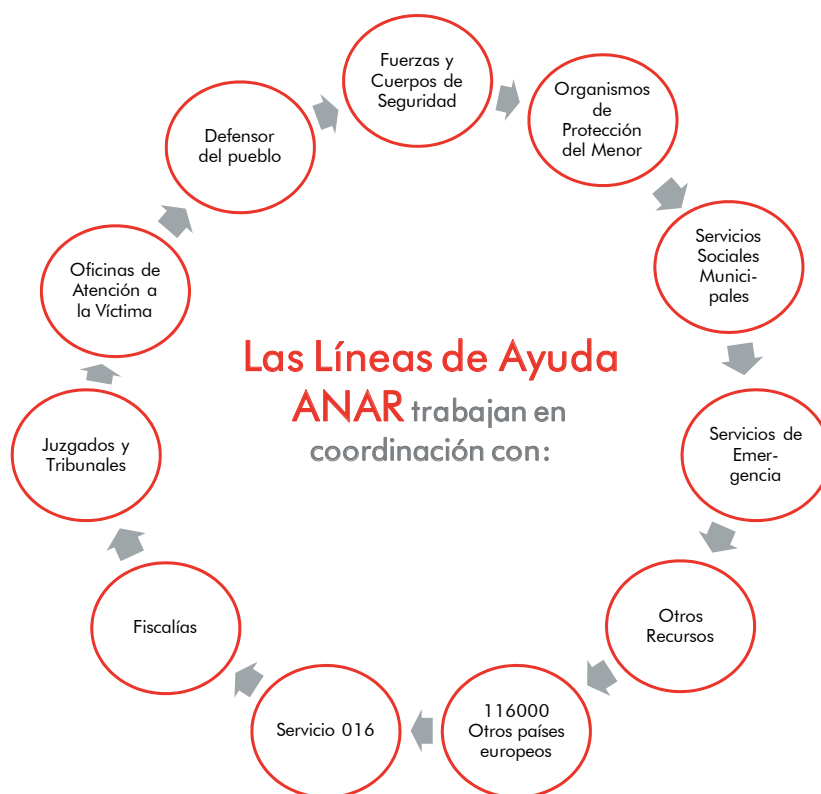 Fuerzas y
Cuerpos de
Seguridad
Organismos
de
Protección
del Menor
Servicios
Sociales
Munici-
pales
Servicios de
Emer-
gencia
Otros
Recursos
116000
Otros países
europeos
Servicio 016
Fiscalías
Juzgados y
Tribunales
Oficinas de
Atención a
la Víctima
Defensor
del pueblo
Las Líneas de Ayuda
ANAR trabajan en
coordinación con: